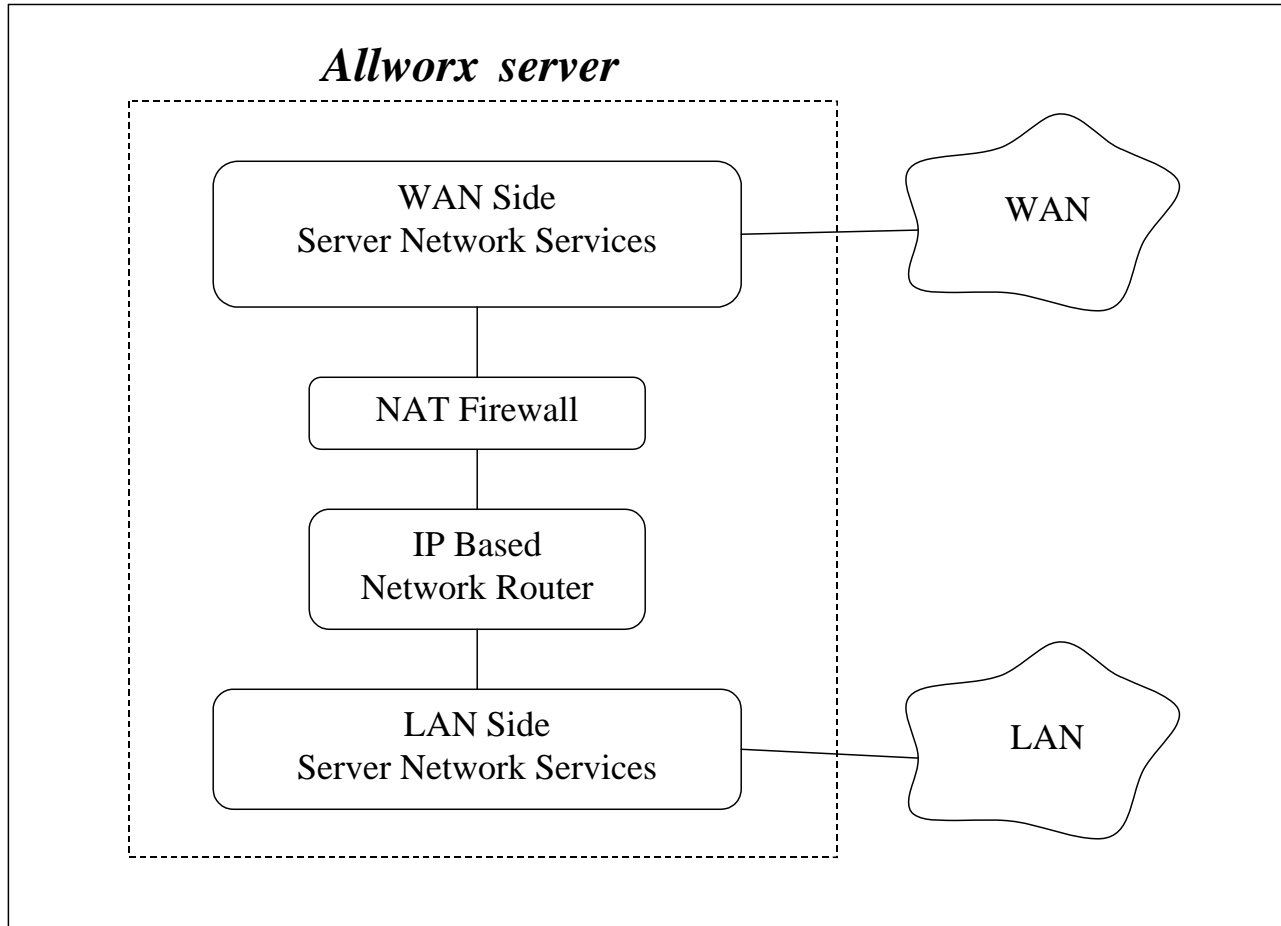 Allworx server
WAN Side
Server Network Services
WAN
NAT Firewall
IP Based
Network Router
LAN Side
Server Network Services
LAN